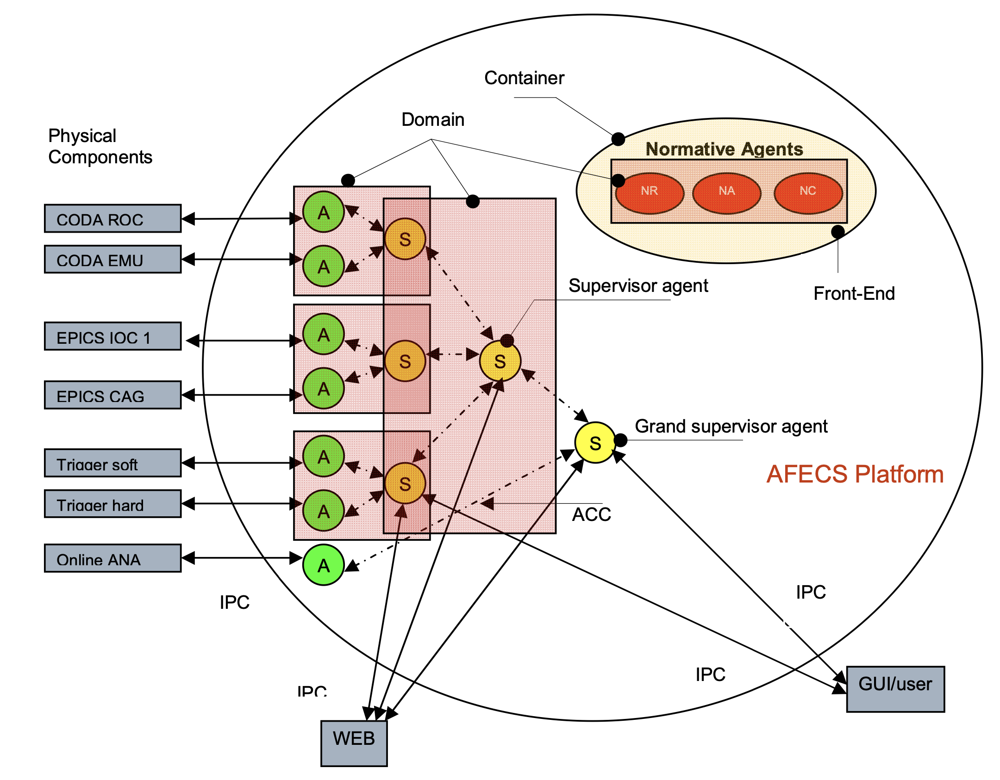 Container
Domain
Physical
Components
Normative Agents
NR
NA
NC
A
CODA ROC
S
CODA EMU
A
Supervisor agent
Front-End
A
EPICS IOC 1
S
S
A
EPICS CAG
Grand supervisor agent
S
A
Trigger soft
AFECS Platform
S
Trigger hard
A
ACC
Online ANA
A
IPC
IPC
IPC
IPC
GUI/user
WEB